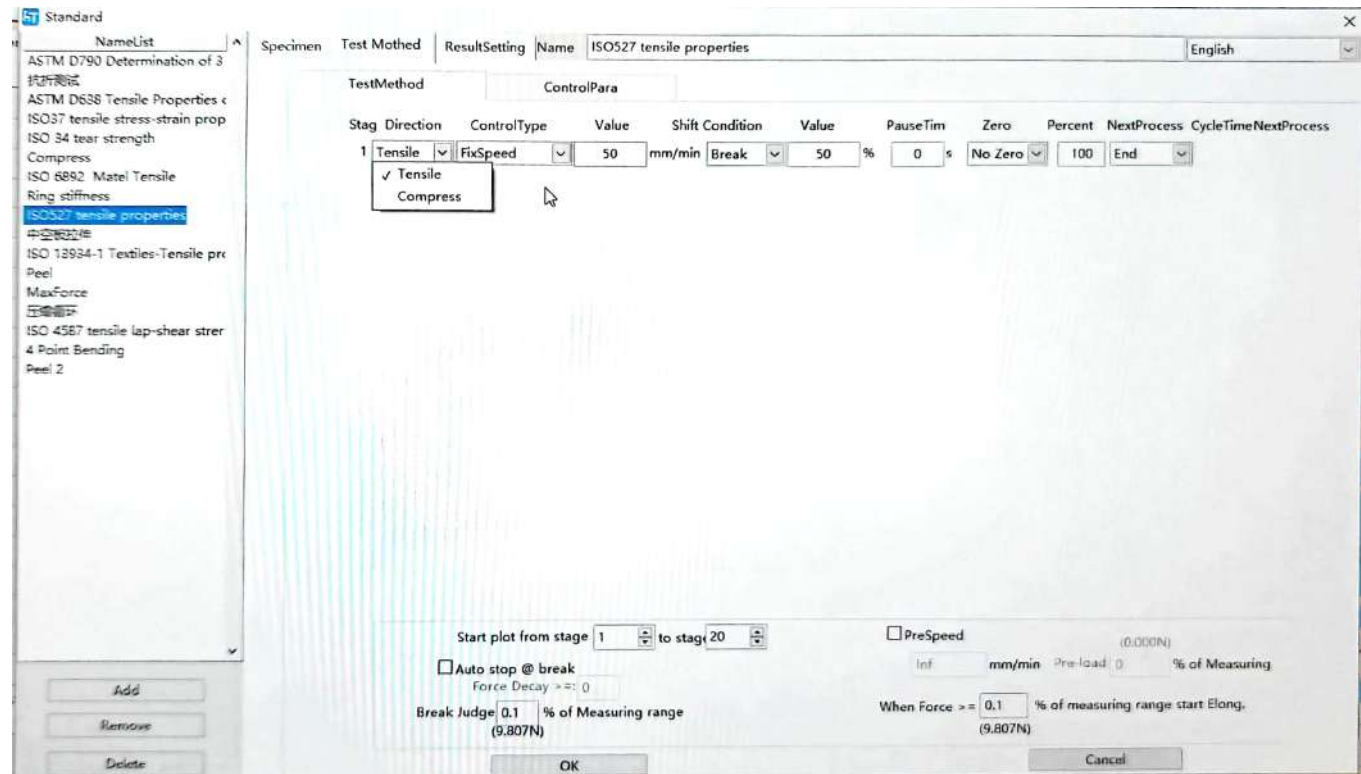 Standard
NameList
ASTM D790 Determination of 3
抗折测试
ASTM D638 Tensile Properties c
ISO37 tensile stress-strain prop
ISO 34 tear strength
Compress
ISO 6892 Matel Tensile
Ring stiffness
ISO527 tensile properties
中空板拉伸
ISO 13934-1 Textiles-Tensile pre
Peel
MaxForce
压缩循环
ISO 4587 tensile lap-shear strer
4 Point Bending
Peel 2
Add
Remove
Delete
Specimen Test Mothed ResultSetting Name ISO527 tensile properties English
TestMethod ControlPara
Stag Direction ControlType Value Shift Condition Value PauseTim Zero Percent NextProcess CycleTime NextProcess
1 Tensile FixSpeed 50 mm/min Break 50 % 0 s No Zero 100 End
✓ Tensile
Compress
Start plot from stage 1 to stage 20
Auto stop @ break
Force Decay >=: 0
Break Judge 0.1 % of Measuring range
(9.807N)
PreSpeed
(0.000N)
Inf mm/min Pre-load 0 % of Measuring
When Force >= 0.1 % of measuring range start Elong.
(9.807N)
OK
Cancel